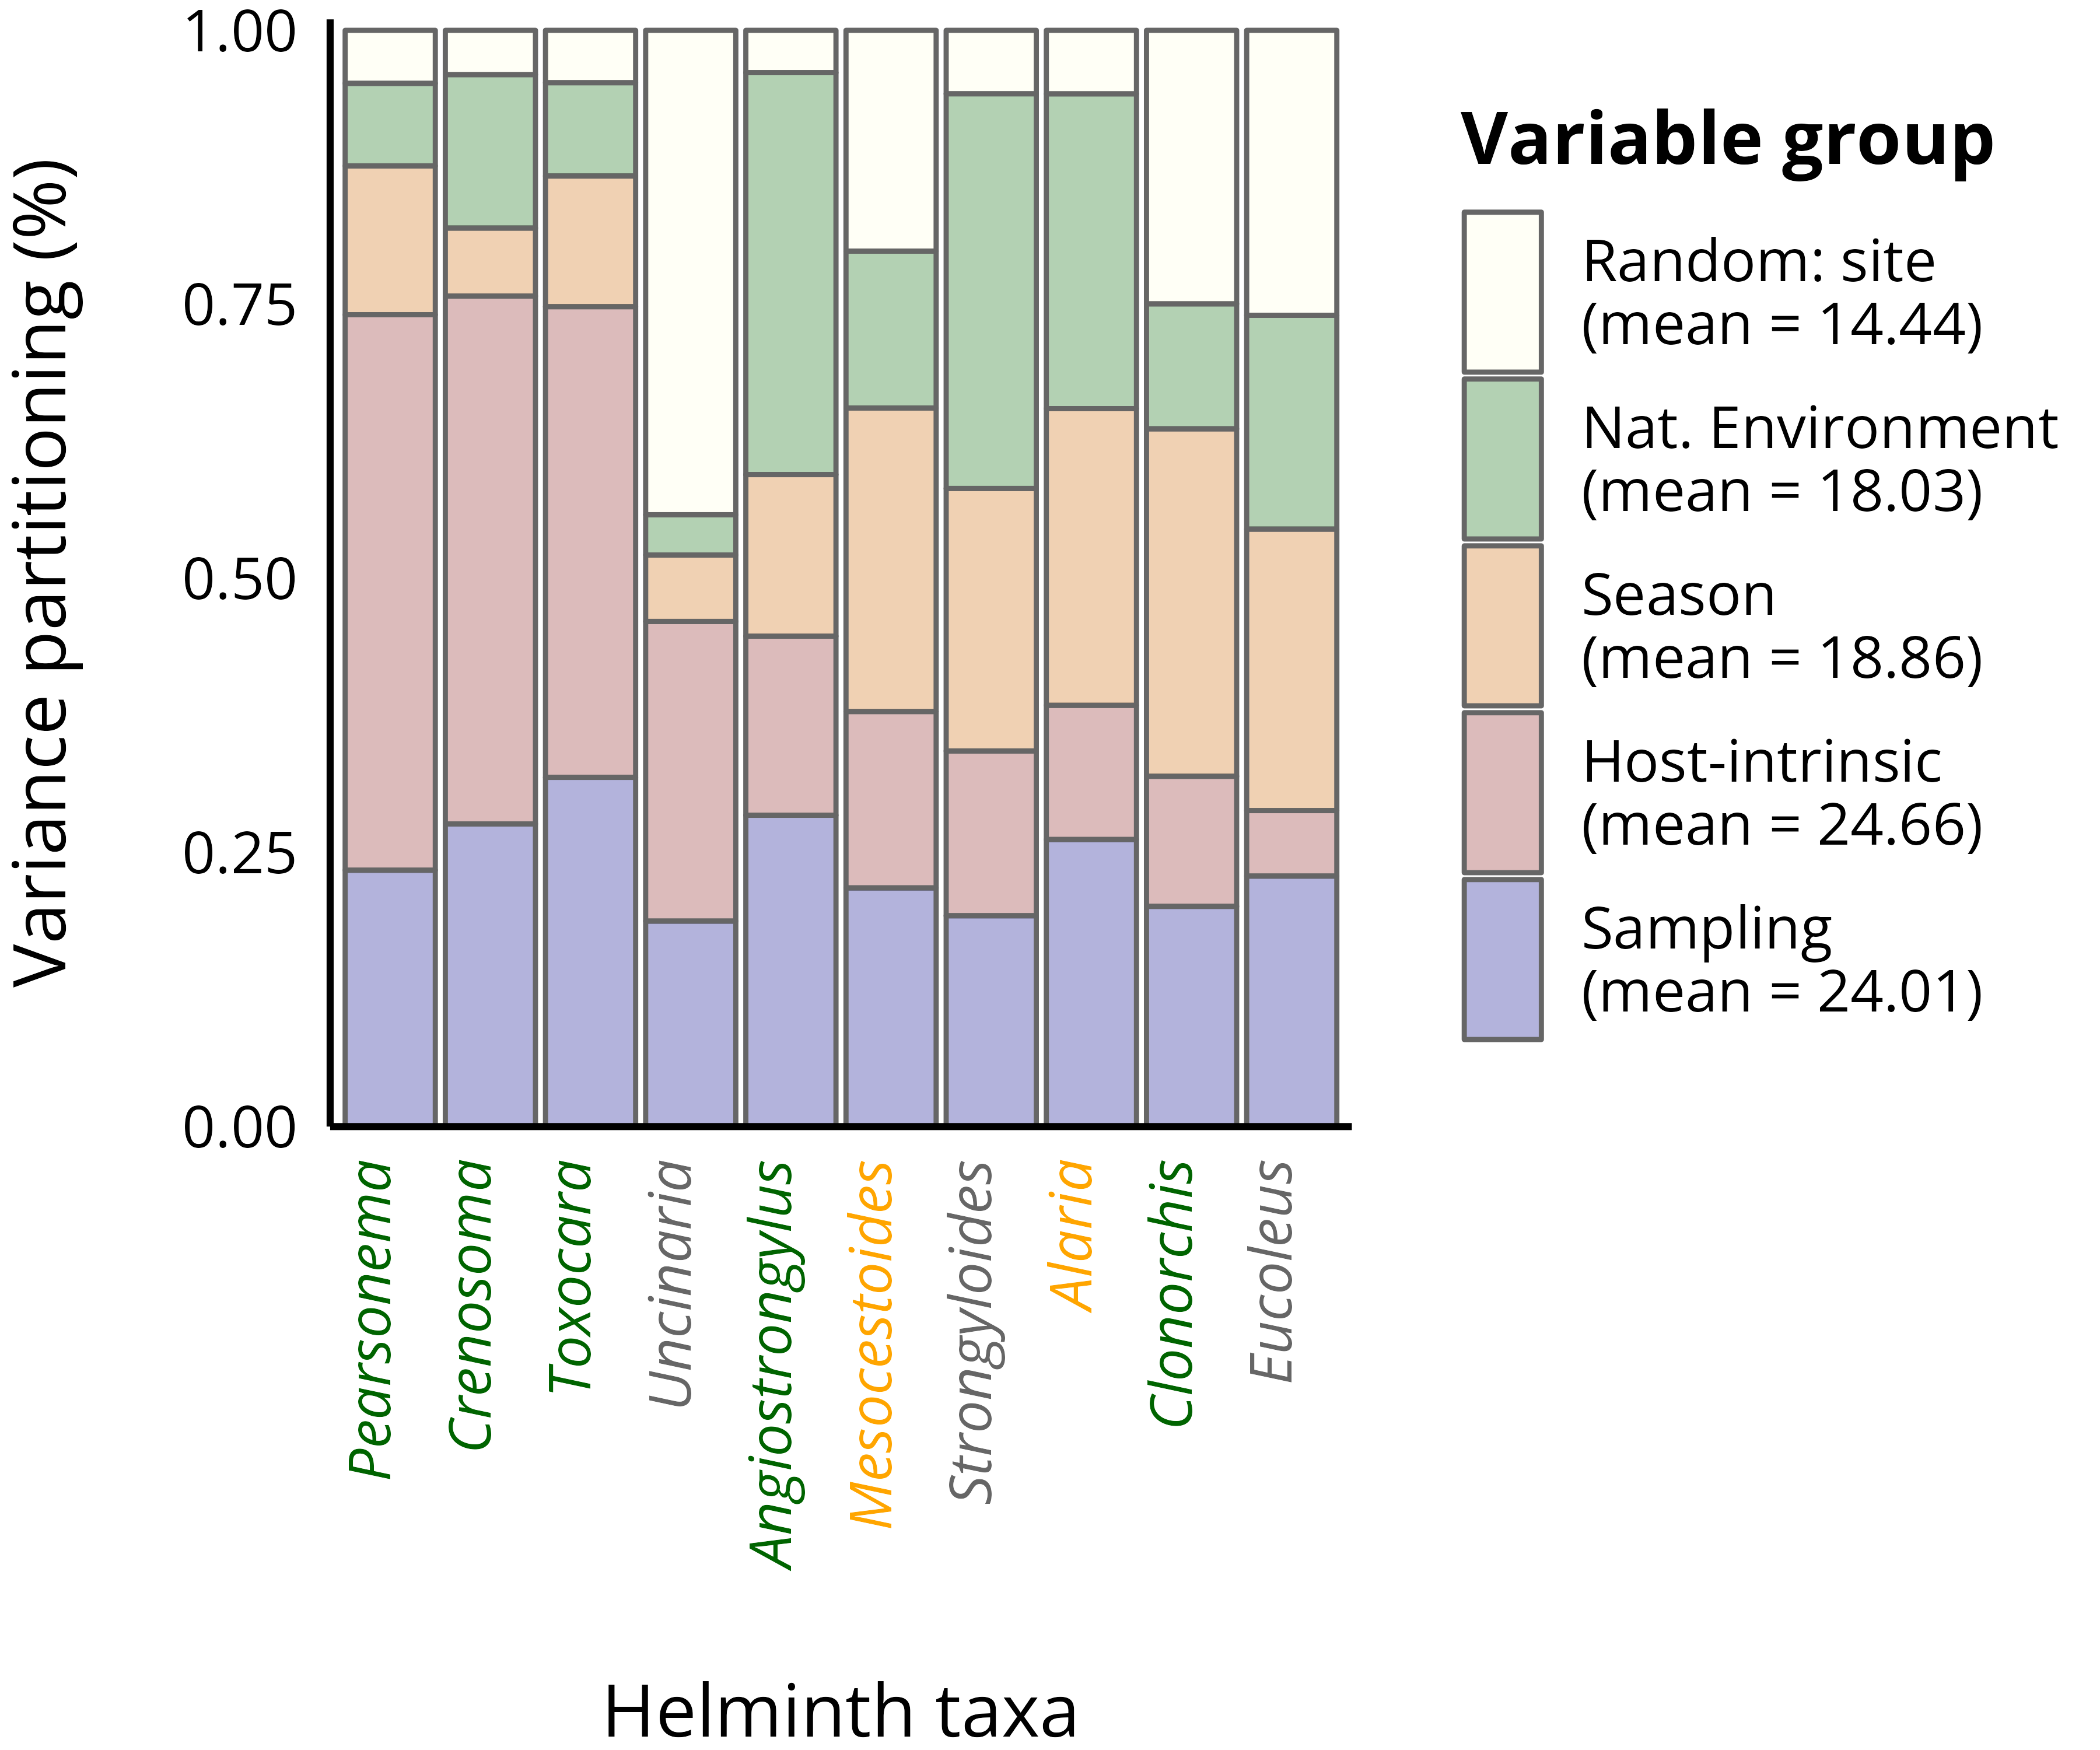 Variance partitioning (%)
1.00
0.75
0.50
0.25
0.00
Pearsonema
Crenosoma
Toxocara
Uncinaria
Angiostrongylus
Mesocestoides
Strongyloides
Alaria
Clonorchis
Eucoleus
Helminth taxa
Variable group
Random: site
(mean = 14.44)
Nat. Environment
(mean = 18.03)
Season
(mean = 18.86)
Host-intrinsic
(mean = 24.66)
Sampling
(mean = 24.01)